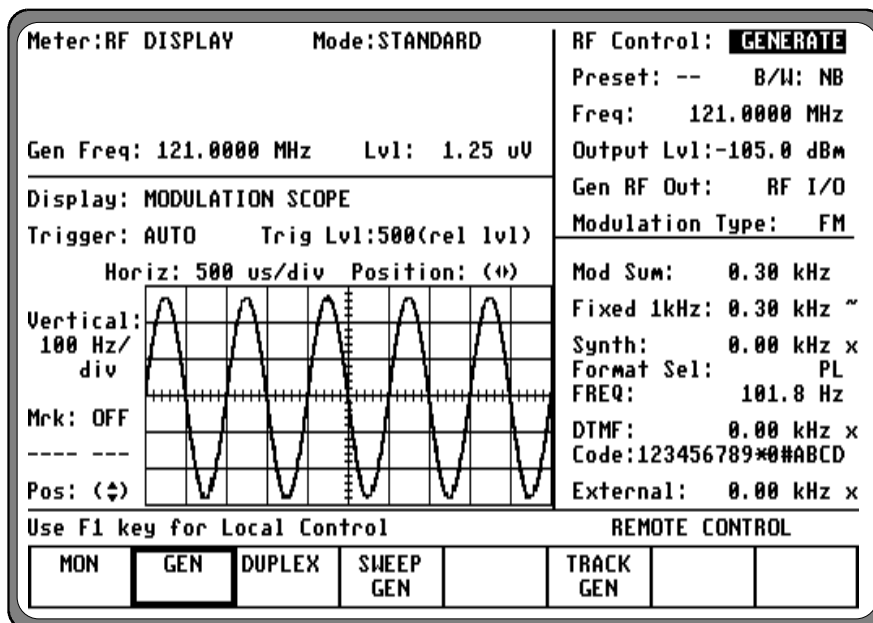 Meter:RF DISPLAY Mode:STANDARD
Gen Freq: 121.0000 MHz Lvl: 1.25 uV
Display: MODULATION SCOPE
Trigger: AUTO Trig Lvl:500(rel lvl)
Horiz: 500 us/div Position: (◂▸)
Vertical:
100 Hz/
div
Mrk: OFF
---- ---
Pos: (▴▾)
RF Control: GENERATE
Preset: -- B/W: NB
Freq: 121.0000 MHz
Output Lvl:-105.0 dBm
Gen RF Out: RF I/O
Modulation Type: FM
Mod Sum: 0.30 kHz
Fixed 1kHz: 0.30 kHz ~
Synth: 0.00 kHz x
Format Sel: PL
FREQ: 101.8 Hz
DTMF: 0.00 kHz x
Code:123456789*0#ABCD
External: 0.00 kHz x
Use F1 key for Local Control REMOTE CONTROL
MON GEN DUPLEX SWEEP GEN TRACK GEN